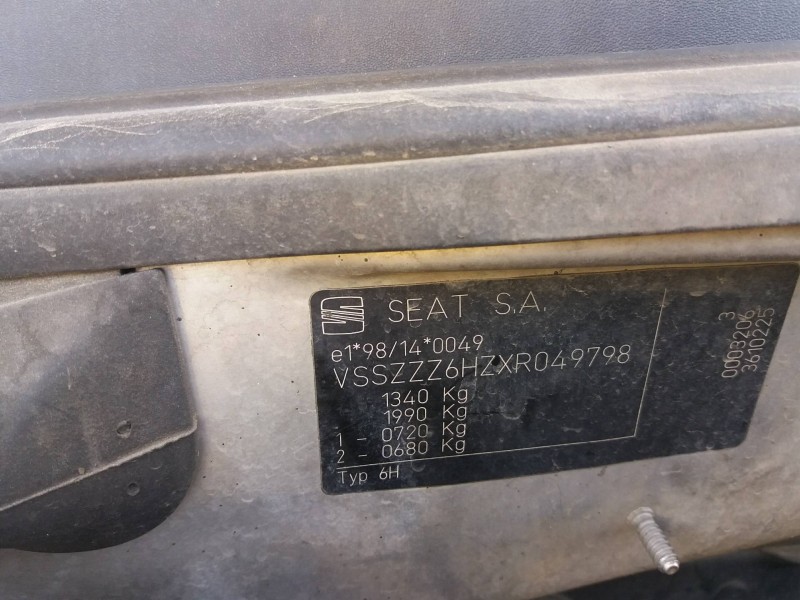 SEAT S.A.
e1*98/14*0049
VSSZZZ6HZXR049798
1340 Kg
1990 Kg
1 - 0720 Kg
2 - 0680 Kg
Typ 6H
3
0003206
3610225